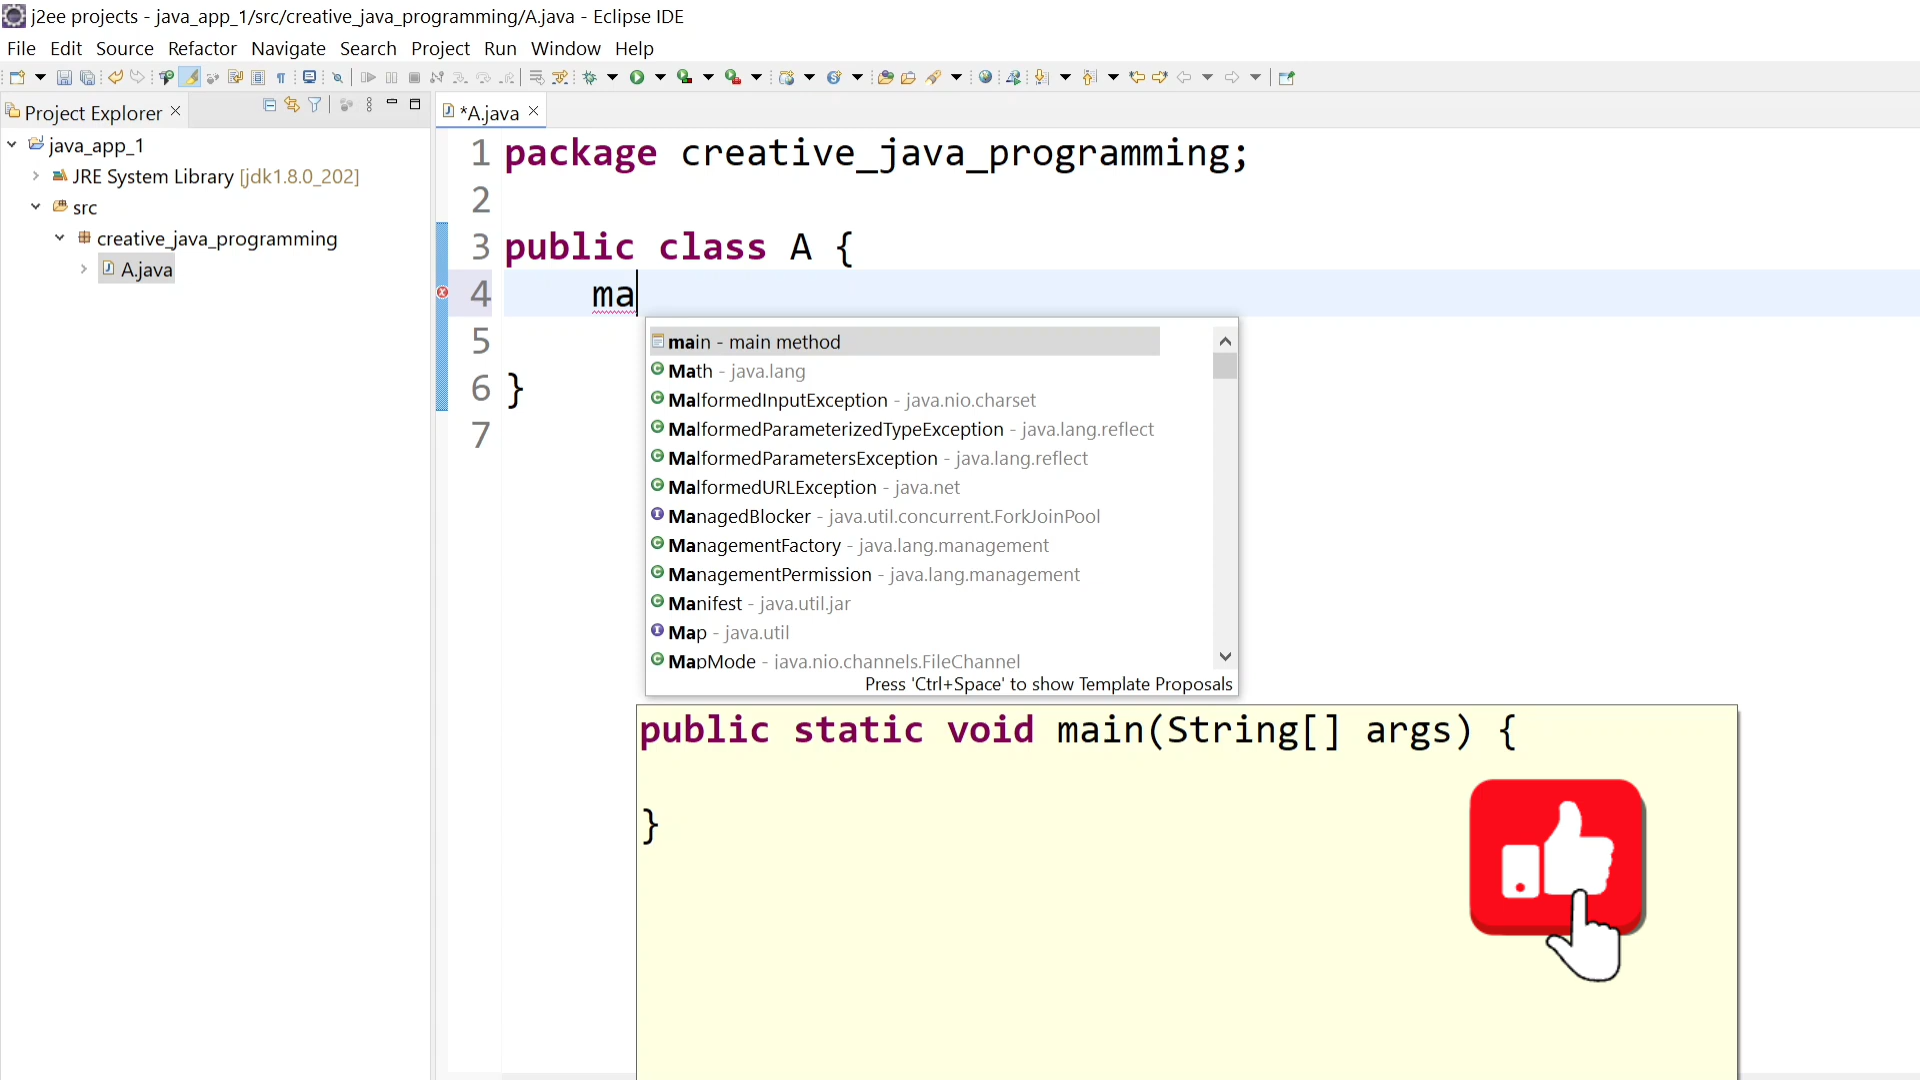 j2ee projects - java_app_1/src/creative_java_programming/A.java - Eclipse IDE
File Edit Source Refactor Navigate Search Project Run Window Help
Project Explorer
*A.java
java_app_1
JRE System Library [jdk1.8.0_202]
src
creative_java_programming
A.java
1 package creative_java_programming;
2
3 public class A {
4 ma
5
6 }
7
main - main method
Math - java.lang
MalformedInputException - java.nio.charset
MalformedParameterizedTypeException - java.lang.reflect
MalformedParametersException - java.lang.reflect
MalformedURLException - java.net
ManagedBlocker - java.util.concurrent.ForkJoinPool
ManagementFactory - java.lang.management
ManagementPermission - java.lang.management
Manifest - java.util.jar
Map - java.util
MapMode - java.nio.channels.FileChannel
Press 'Ctrl+Space' to show Template Proposals
public static void main(String[] args) {
}